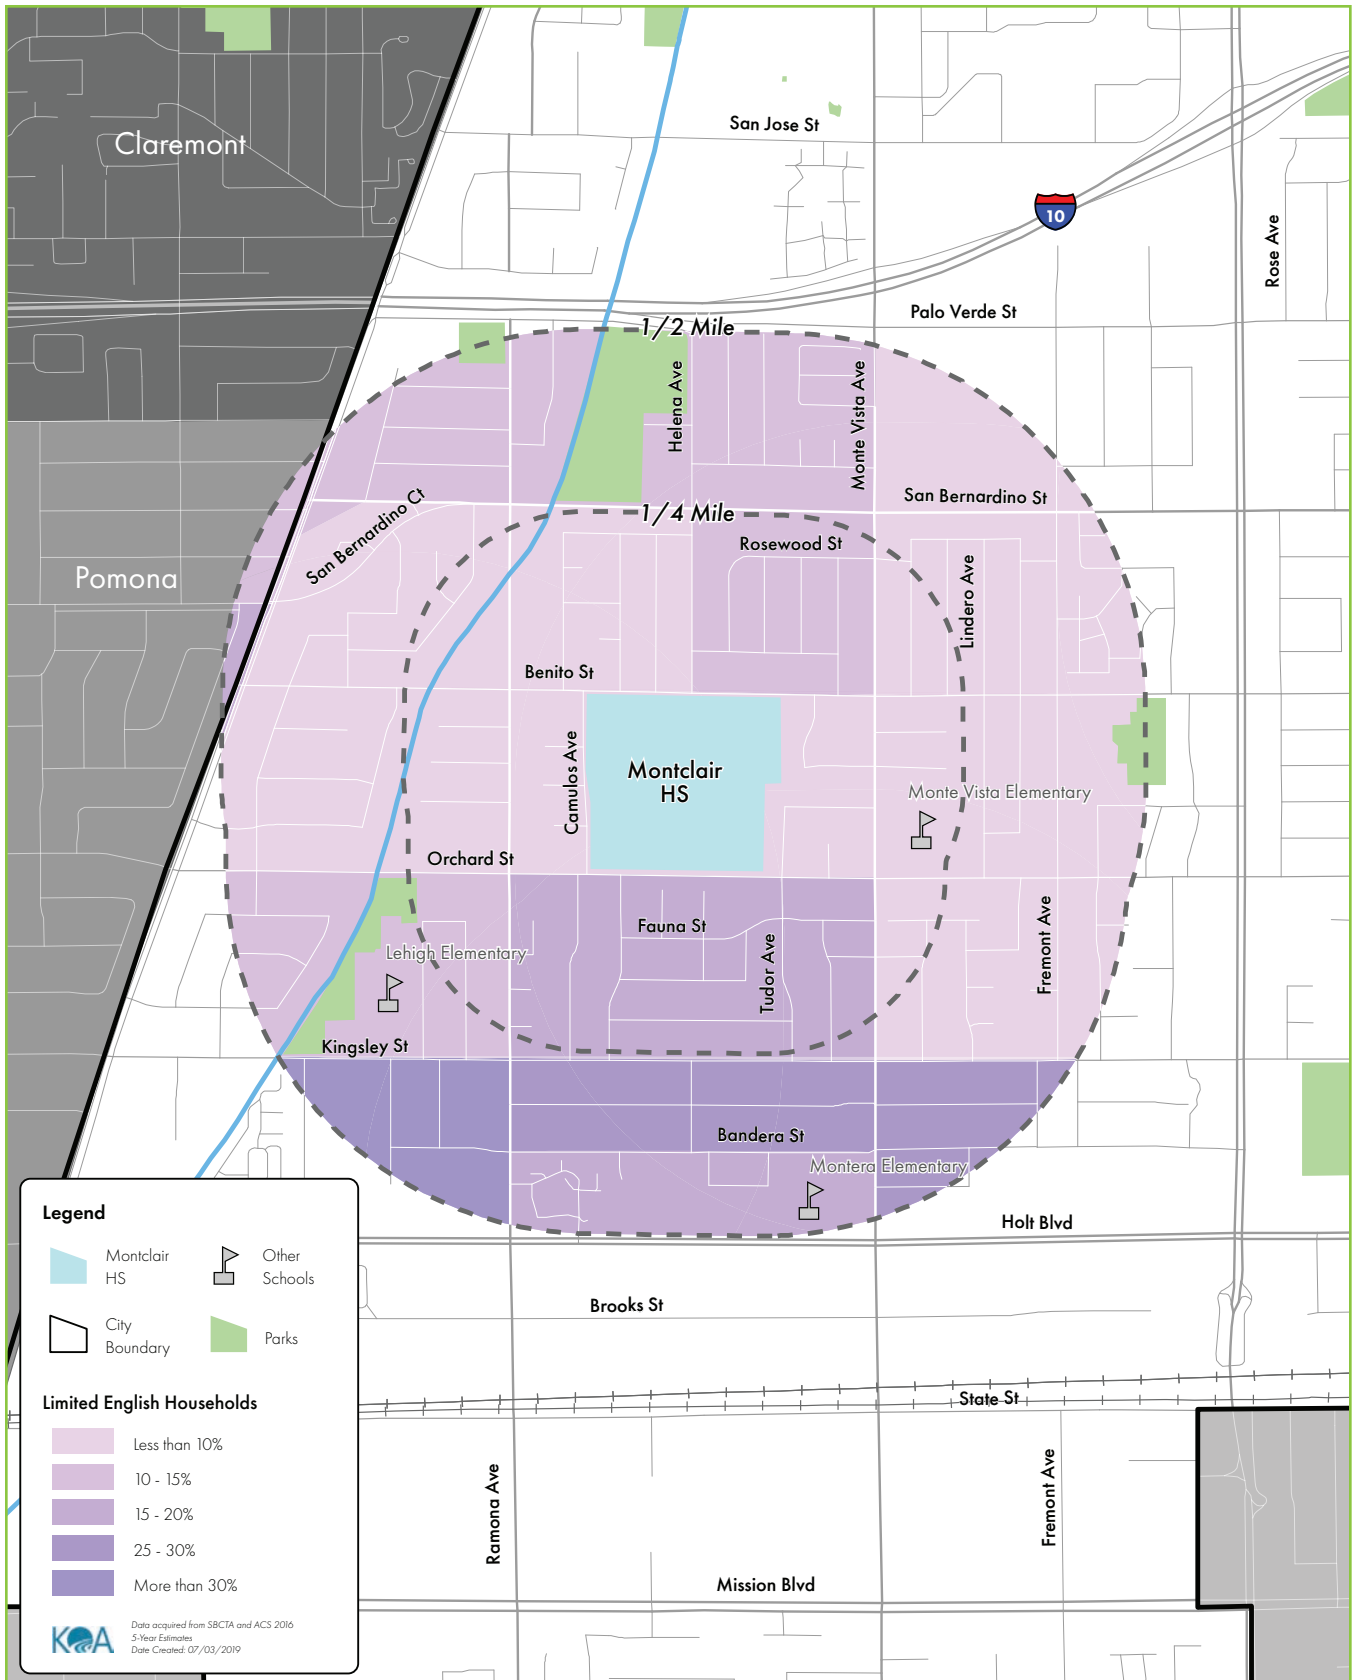 San Jose St
Claremont
10
Rose Ave
Palo Verde St
1/2 Mile
Helena Ave
Monte Vista Ave
San Bernardino St
San Bernardino Ct
1/4 Mile
Rosewood St
Lindero Ave
Pomona
Benito St
Camulos Ave
Montclair
HS
Monte Vista Elementary
Orchard St
Fauna St
Tudor Ave
Fremont Ave
Lehigh Elementary
Kingsley St
Bandera St
Montera Elementary
Holt Blvd
Brooks St
State St
Ramona Ave
Fremont Ave
Mission Blvd
Legend
Montclair
HS
Other
Schools
City
Boundary
Parks
Limited English Households
Less than 10%
10 - 15%
15 - 20%
25 - 30%
More than 30%
KOA
Data acquired from SBCTA and ACS 2016
5-Year Estimates
Date Created: 07/03/2019